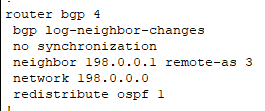 router bgp 4
bgp log-neighbor-changes
no synchronization
neighbor 198.0.0.1 remote-as 3
network 198.0.0.0
redistribute ospf 1
!